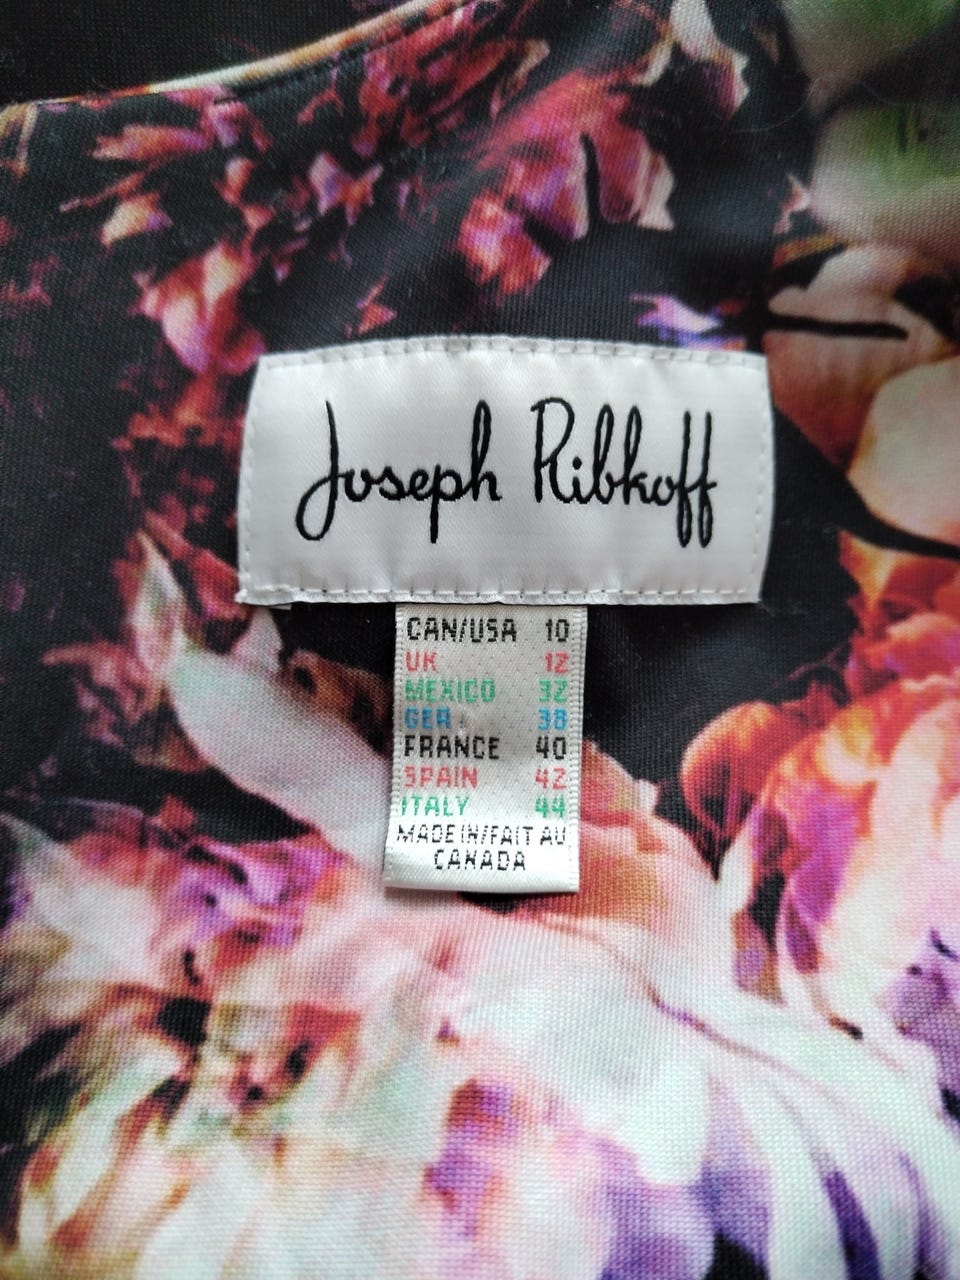 Joseph Ribkoff
CAN/USA 10
UK 12
MEXICO 32
GER 38
FRANCE 40
SPAIN 42
ITALY 44
MADE IN/FAIT AU
CANADA